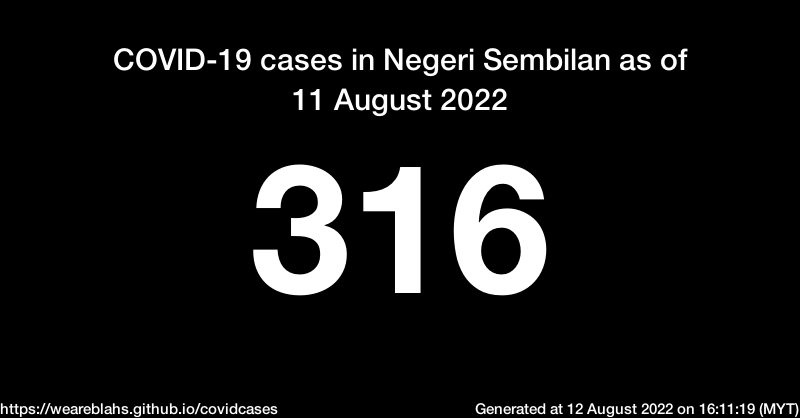 COVID-19 cases in Negeri Sembilan as of
11 August 2022
316
https://weareblahs.github.io/covidcases
Generated at 12 August 2022 on 16:11:19 (MYT)